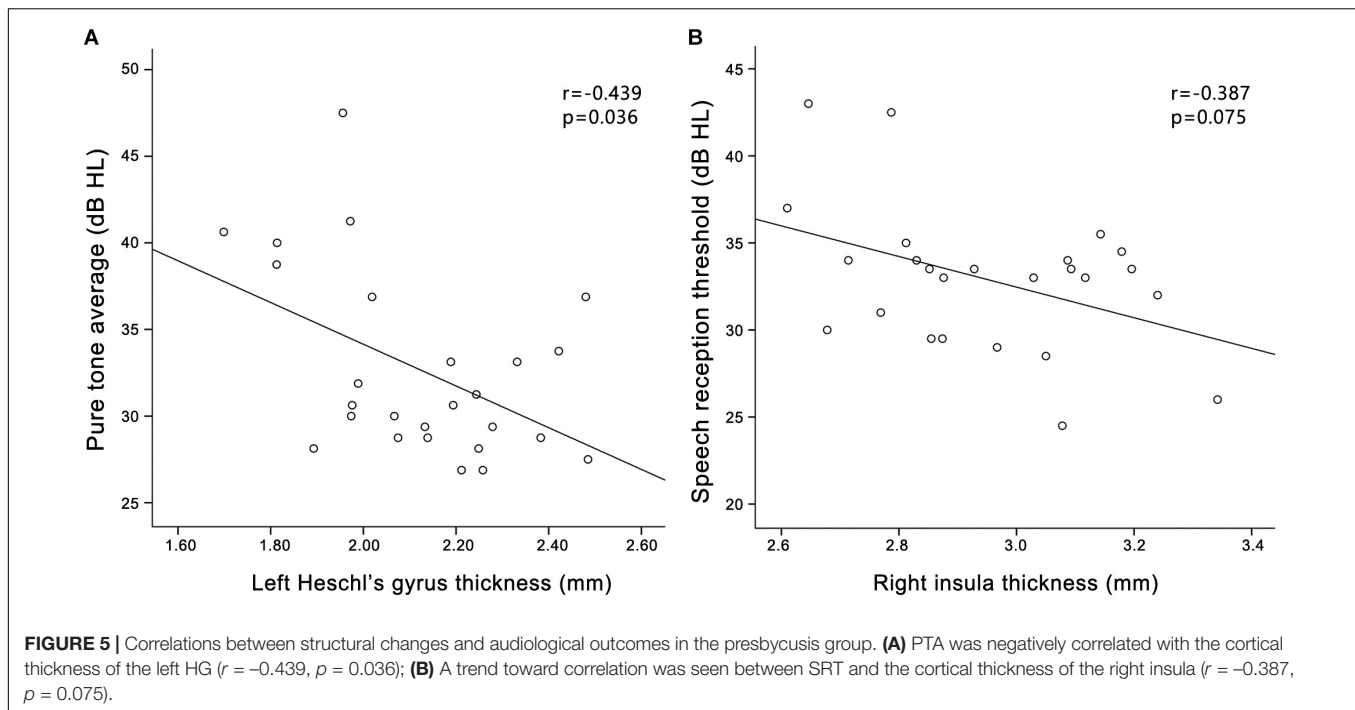 A
50
45
40
35
30
25
Pure tone average (dB HL)
r=-0.439
p=0.036
1.60 1.80 2.00 2.20 2.40 2.60
Left Heschl's gyrus thickness (mm)
B
45
40
35
30
25
20
Speech reception threshold (dB HL)
r=-0.387
p=0.075
2.6 2.8 3.0 3.2 3.4
Right insula thickness (mm)
FIGURE 5 | Correlations between structural changes and audiological outcomes in the presbycusis group. (A) PTA was negatively correlated with the cortical
thickness of the left HG (r = –0.439, p = 0.036); (B) A trend toward correlation was seen between SRT and the cortical thickness of the right insula (r = –0.387,
p = 0.075).